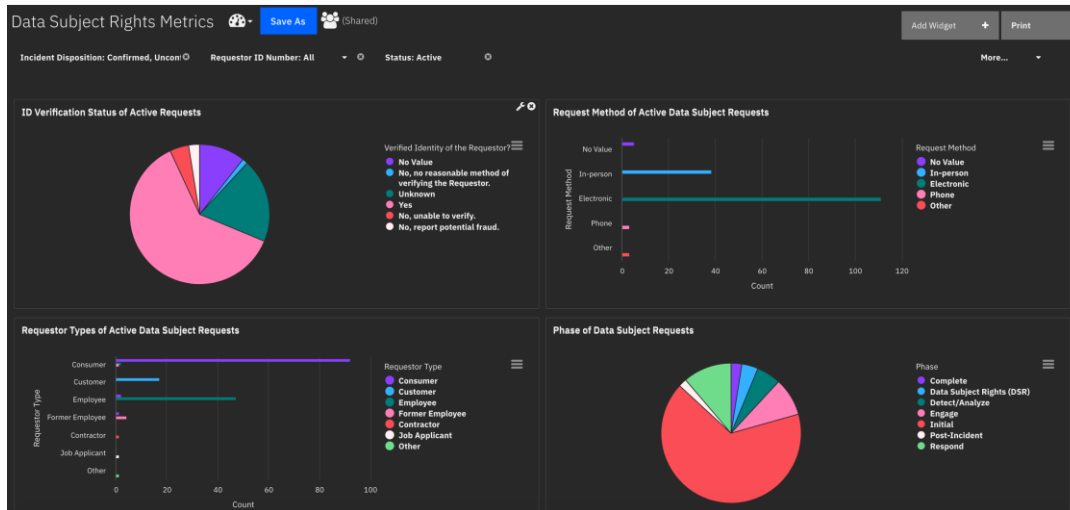 Data Subject Rights Metrics Save As (Shared)
Add Widget + Print
Incident Disposition: Confirmed, Uncon Requestor ID Number: All Status: Active More...
ID Verification Status of Active Requests
Verified Identity of the Requestor?
No Value
No, no reasonable method of
verifying the Requestor.
Unknown
Yes
No, unable to verify.
No, report potential fraud.
Request Method of Active Data Subject Requests
Request Method
No Value
In-person
Electronic
Phone
Other
0 20 40 60 80 100 120
Count
Request Method
No Value
In-person
Electronic
Phone
Other
Requestor Types of Active Data Subject Requests
Requestor Type
Consumer
Customer
Employee
Former Employee
Contractor
Job Applicant
Other
0 20 40 60 80 100
Count
Requestor Type
Consumer
Customer
Employee
Former Employee
Contractor
Job Applicant
Other
Phase of Data Subject Requests
Phase
Complete
Data Subject Rights (DSR)
Detect/Analyze
Engage
Initial
Post-Incident
Respond